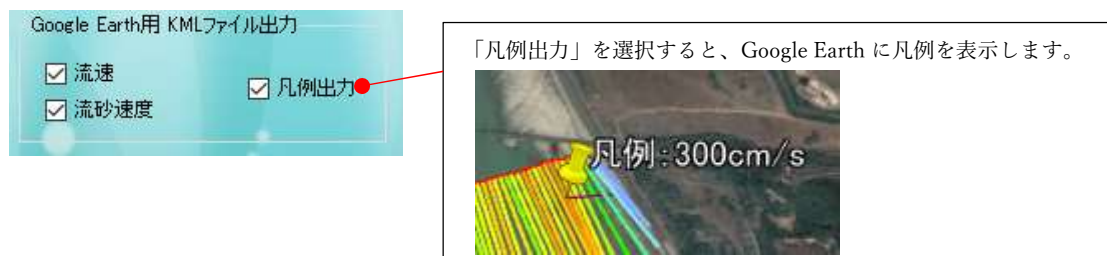 Google Earth用 KMLファイル出力
流速
凡例出力
流砂速度
「凡例出力」を選択すると、Google Earth に凡例を表示します。
凡例:300cm/s